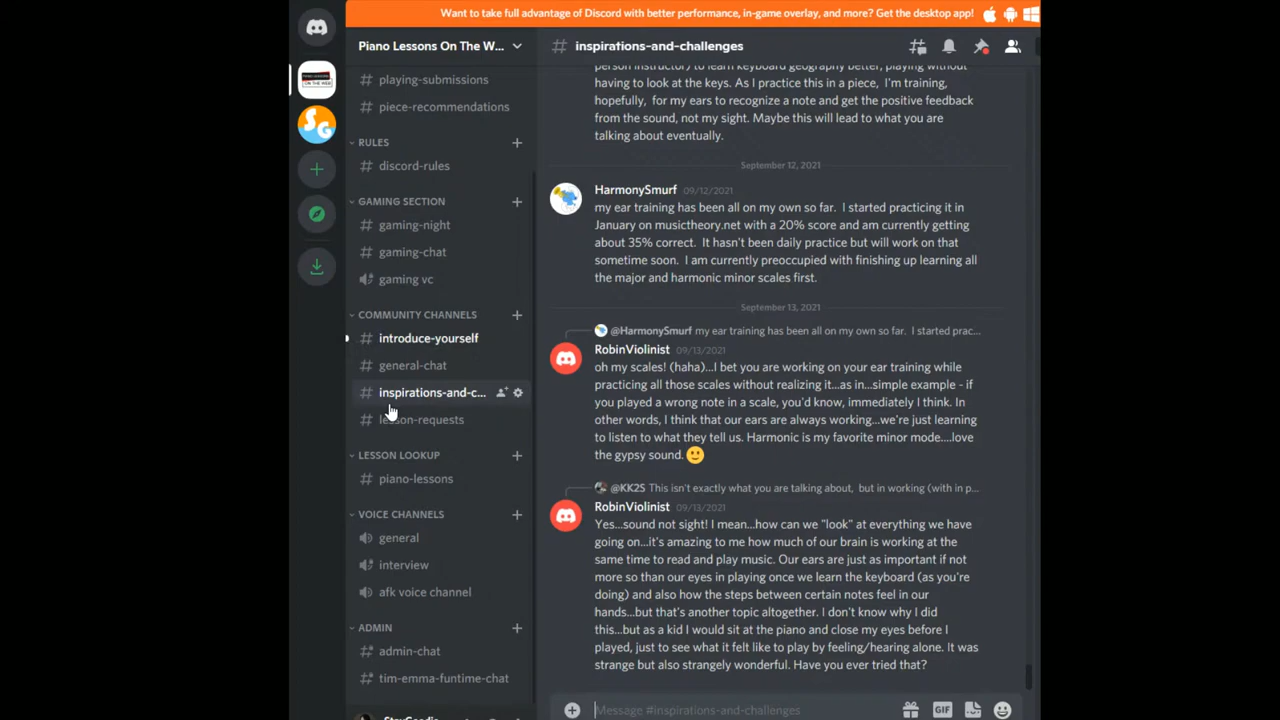 Want to take full advantage of Discord with better performance, in-game overlay, and more? Get the desktop app!
Piano Lessons On The W...
playing-submissions
piece-recommendations
RULES
discord-rules
GAMING SECTION
gaming-night
gaming-chat
gaming vc
COMMUNITY CHANNELS
introduce-yourself
general-chat
inspirations-and-c...
lesson-requests
LESSON LOOKUP
piano-lessons
VOICE CHANNELS
general
interview
afk voice channel
ADMIN
admin-chat
tim-emma-funtime-chat
inspirations-and-challenges
person instructor) to learn keyboard geography better, playing without
having to look at the keys. As I practice this in a piece, I'm training,
hopefully, for my ears to recognize a note and get the positive feedback
from the sound, not my sight. Maybe this will lead to what you are
talking about eventually.
September 12, 2021
HarmonySmurf 09/12/2021
my ear training has been all on my own so far. I started practicing it in
January on musictheory.net with a 20% score and am currently getting
about 35% correct. It hasn't been daily practice but will work on that
sometime soon. I am currently preoccupied with finishing up learning all
the major and harmonic minor scales first.
September 13, 2021
@HarmonySmurf my ear training has been all on my own so far. I started prac...
RobinViolinist 09/13/2021
oh my scales! (haha)...I bet you are working on your ear training while
practicing all those scales without realizing it...as in...simple example - if
you played a wrong note in a scale, you'd know, immediately I think. In
other words, I think that our ears are always working...we're just learning
to listen to what they tell us. Harmonic is my favorite minor mode....love
the gypsy sound. 🙂
@KK2S This isn't exactly what you are talking about, but in working (with in p...
RobinViolinist 09/13/2021
Yes...sound not sight! I mean...how can we "look" at everything we have
going on...it's amazing to me how much of our brain is working at the
same time to read and play music. Our ears are just as important if not
more so than our eyes in playing once we learn the keyboard (as you're
doing) and also how the steps between certain notes feel in our
hands...but that's another topic altogether. I don't know why I did
this...but as a kid I would sit at the piano and close my eyes before I
played, just to see what it felt like to play by feeling/hearing alone. It was
strange but also strangely wonderful. Have you ever tried that?
Message #inspirations-and-challenges
GIF